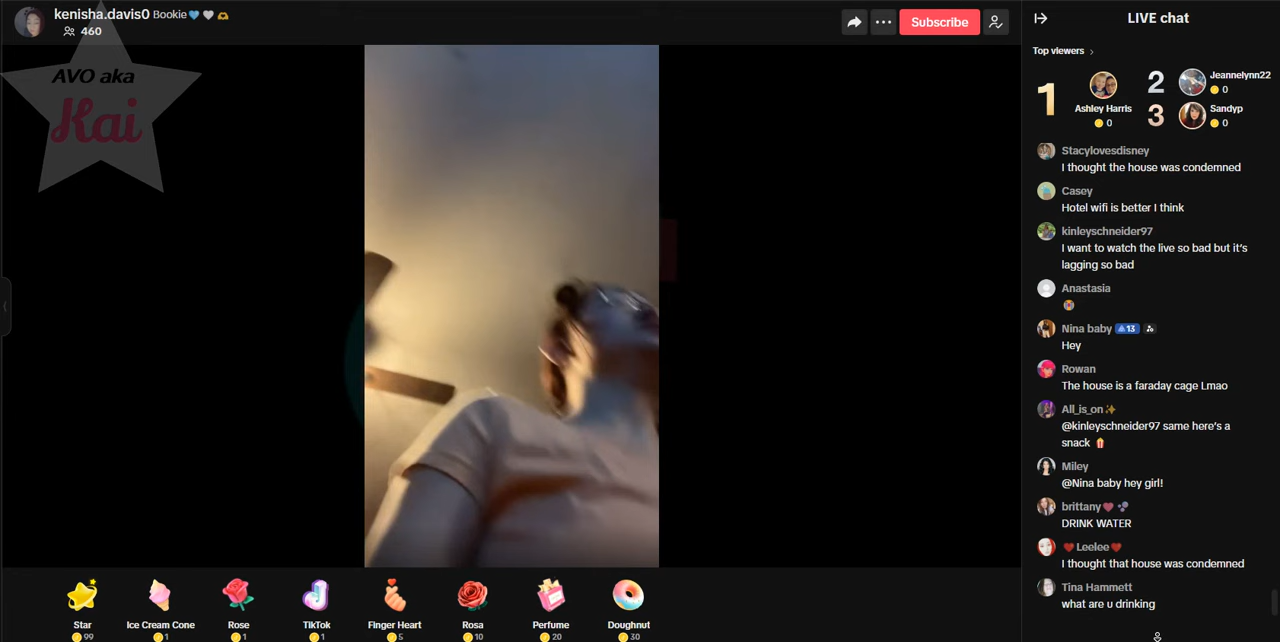 kenisha.davis0 Bookie💙🤍🫶
460
AVO aka
Kai
Subscribe
LIVE chat
Top viewers
1
Ashley Harris
0
2
Jeannelynn22
0
3
Sandyp
0
Stacylovesdisney
I thought the house was condemned
Casey
Hotel wifi is better I think
kinleyschneider97
I want to watch the live so bad but it's
lagging so bad
Anastasia
Nina baby 13
Hey
Rowan
The house is a faraday cage Lmao
All_is_on✨
@kinleyschneider97 same here's a
snack 🍿
Miley
@Nina baby hey girl!
brittany
DRINK WATER
❤️Leelee❤️
I thought that house was condemned
Tina Hammett
what are u drinking
Star
99
Ice Cream Cone
1
Rose
1
TikTok
1
Finger Heart
5
Rosa
10
Perfume
20
Doughnut
30